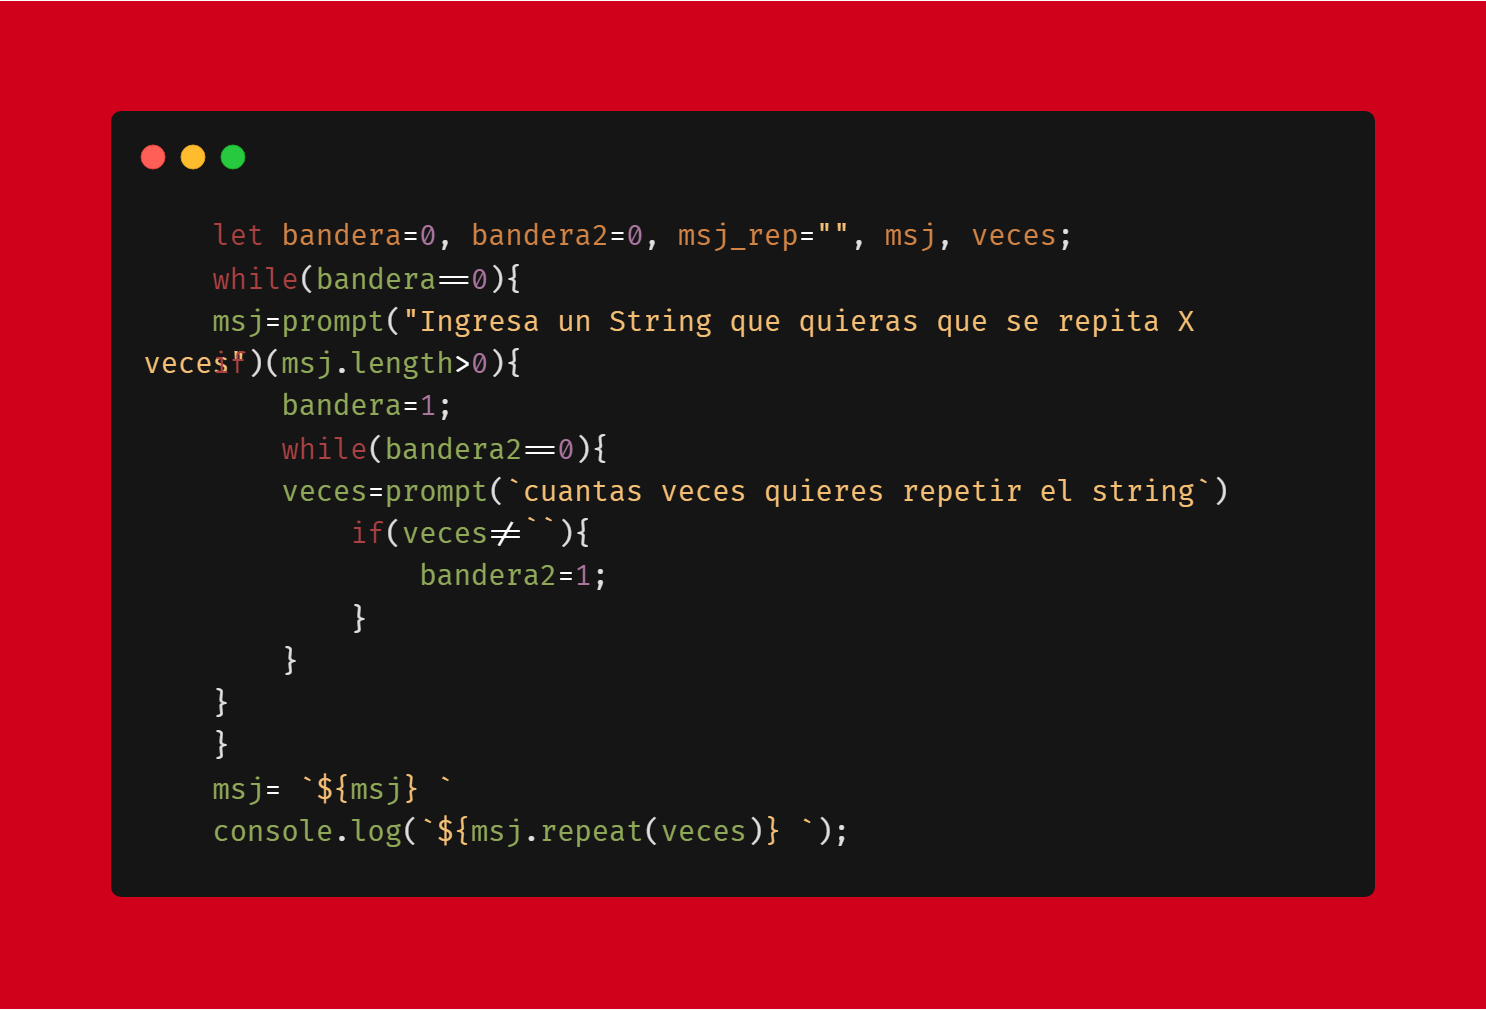 let bandera=0, bandera2=0, msj_rep="", msj, veces;
while(bandera==0){
msj=prompt("Ingresa un String que quieras que se repita X
veces")
if(msj.length>0){
bandera=1;
while(bandera2==0){
veces=prompt(`cuantas veces quieres repetir el string`)
if(veces!=``){
bandera2=1;
}
}
}
}
msj= `${msj} `
console.log(`${msj.repeat(veces)} `);